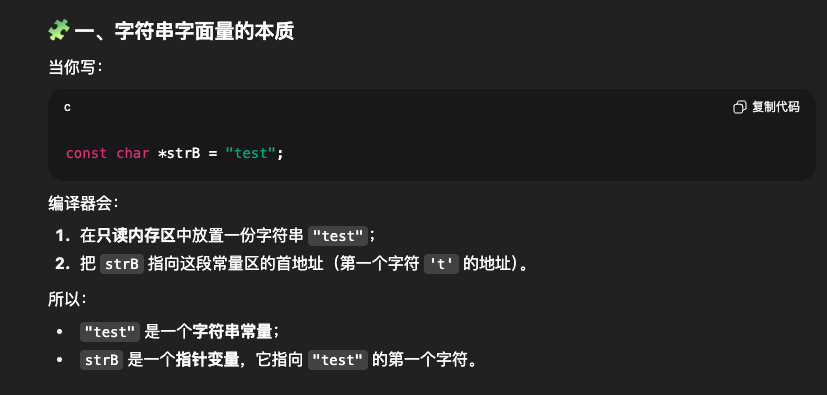 🧩 一、字符串字面量的本质
当你写：
c 复制代码
const char *strB = "test";
编译器会：
1. 在只读内存区中放置一份字符串 "test"；
2. 把 strB 指向这段常量区的首地址（第一个字符 't' 的地址）。
所以：
• "test" 是一个字符串常量；
• strB 是一个指针变量，它指向 "test" 的第一个字符。